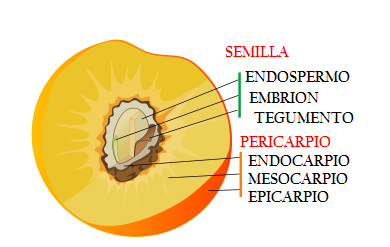 SEMILLA
ENDOSPERMO
EMBRION
TEGUMENTO
PERICARPIO
ENDOCARPIO
MESOCARPIO
EPICARPIO